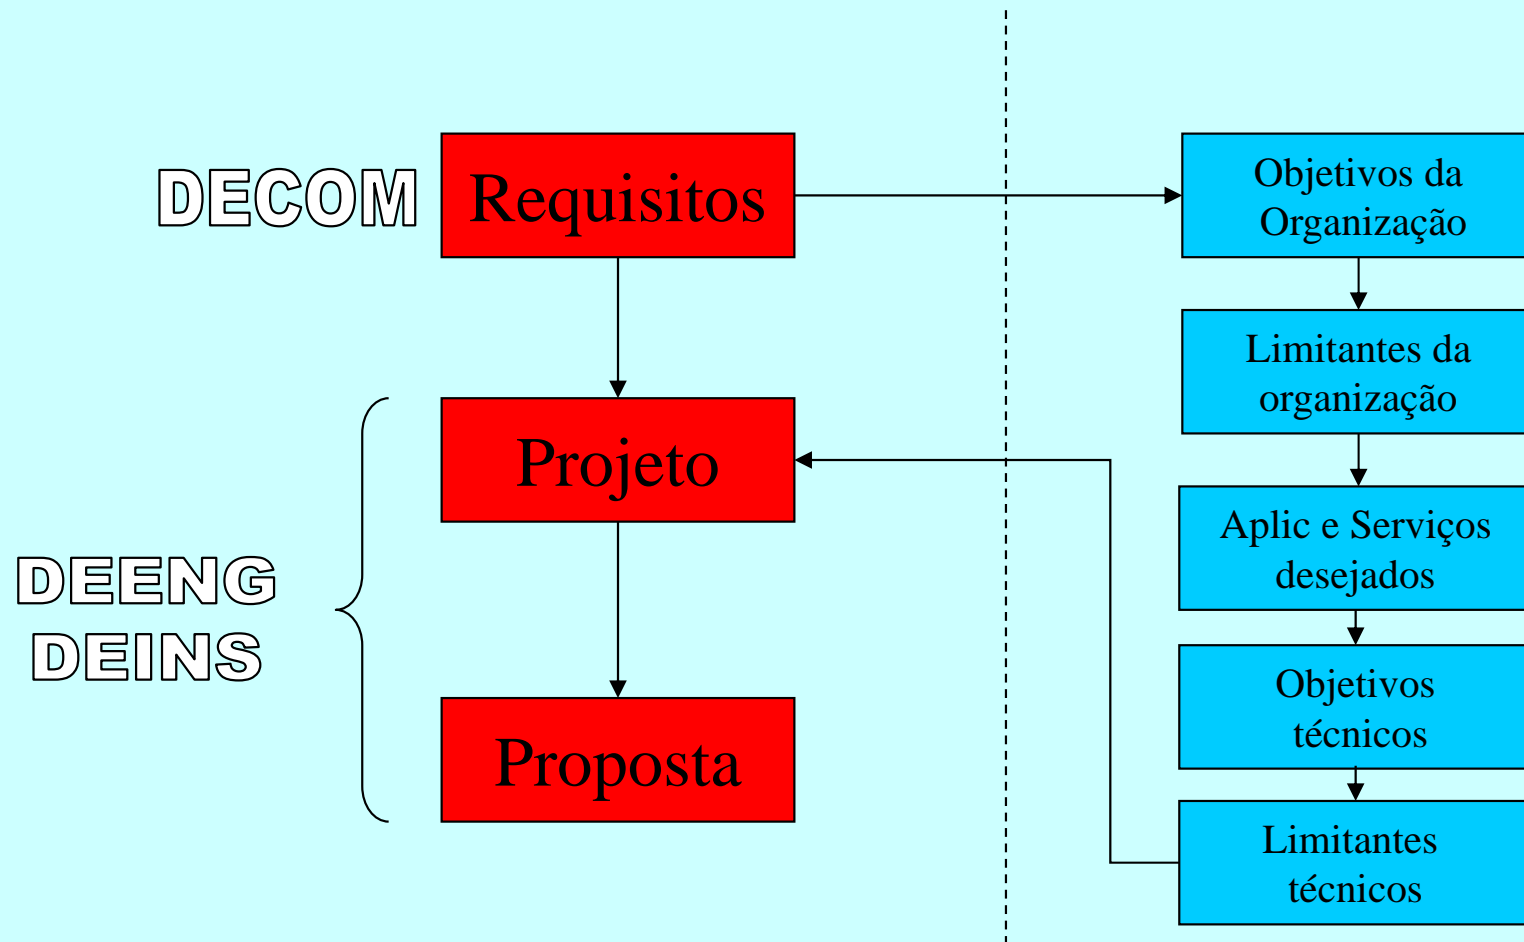 DECOM
Requisitos
Projeto
DEENG
DEINS
Proposta
Objetivos da
Organização
Limitantes da
organização
Aplic e Serviços
desejados
Objetivos
técnicos
Limitantes
técnicos